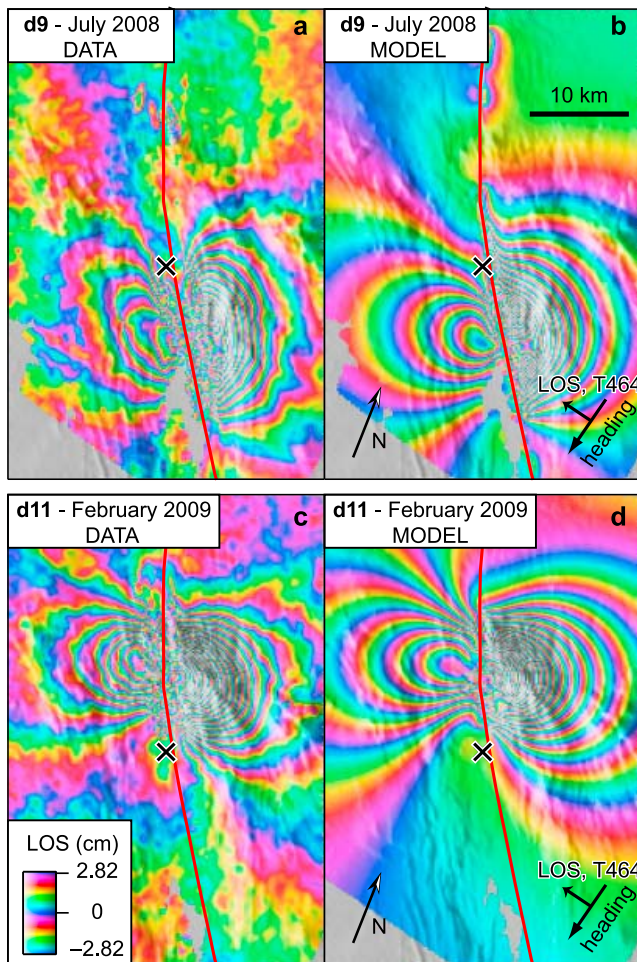 d9 - July 2008
DATA
a
d9 - July 2008
MODEL
b
10 km
N
LOS, T464
heading
d11 - February 2009
DATA
c
d11 - February 2009
MODEL
d
LOS (cm)
2.82
0
−2.82
N
LOS, T464
heading